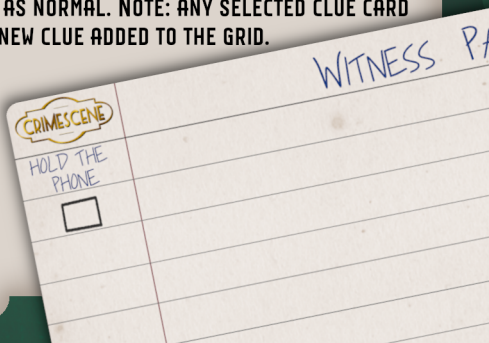 AS NORMAL. NOTE: ANY SELECTED CLUE CARD
NEW CLUE ADDED TO THE GRID.
WITNESS PA
CRIMESCENE
HOLD THE
PHONE